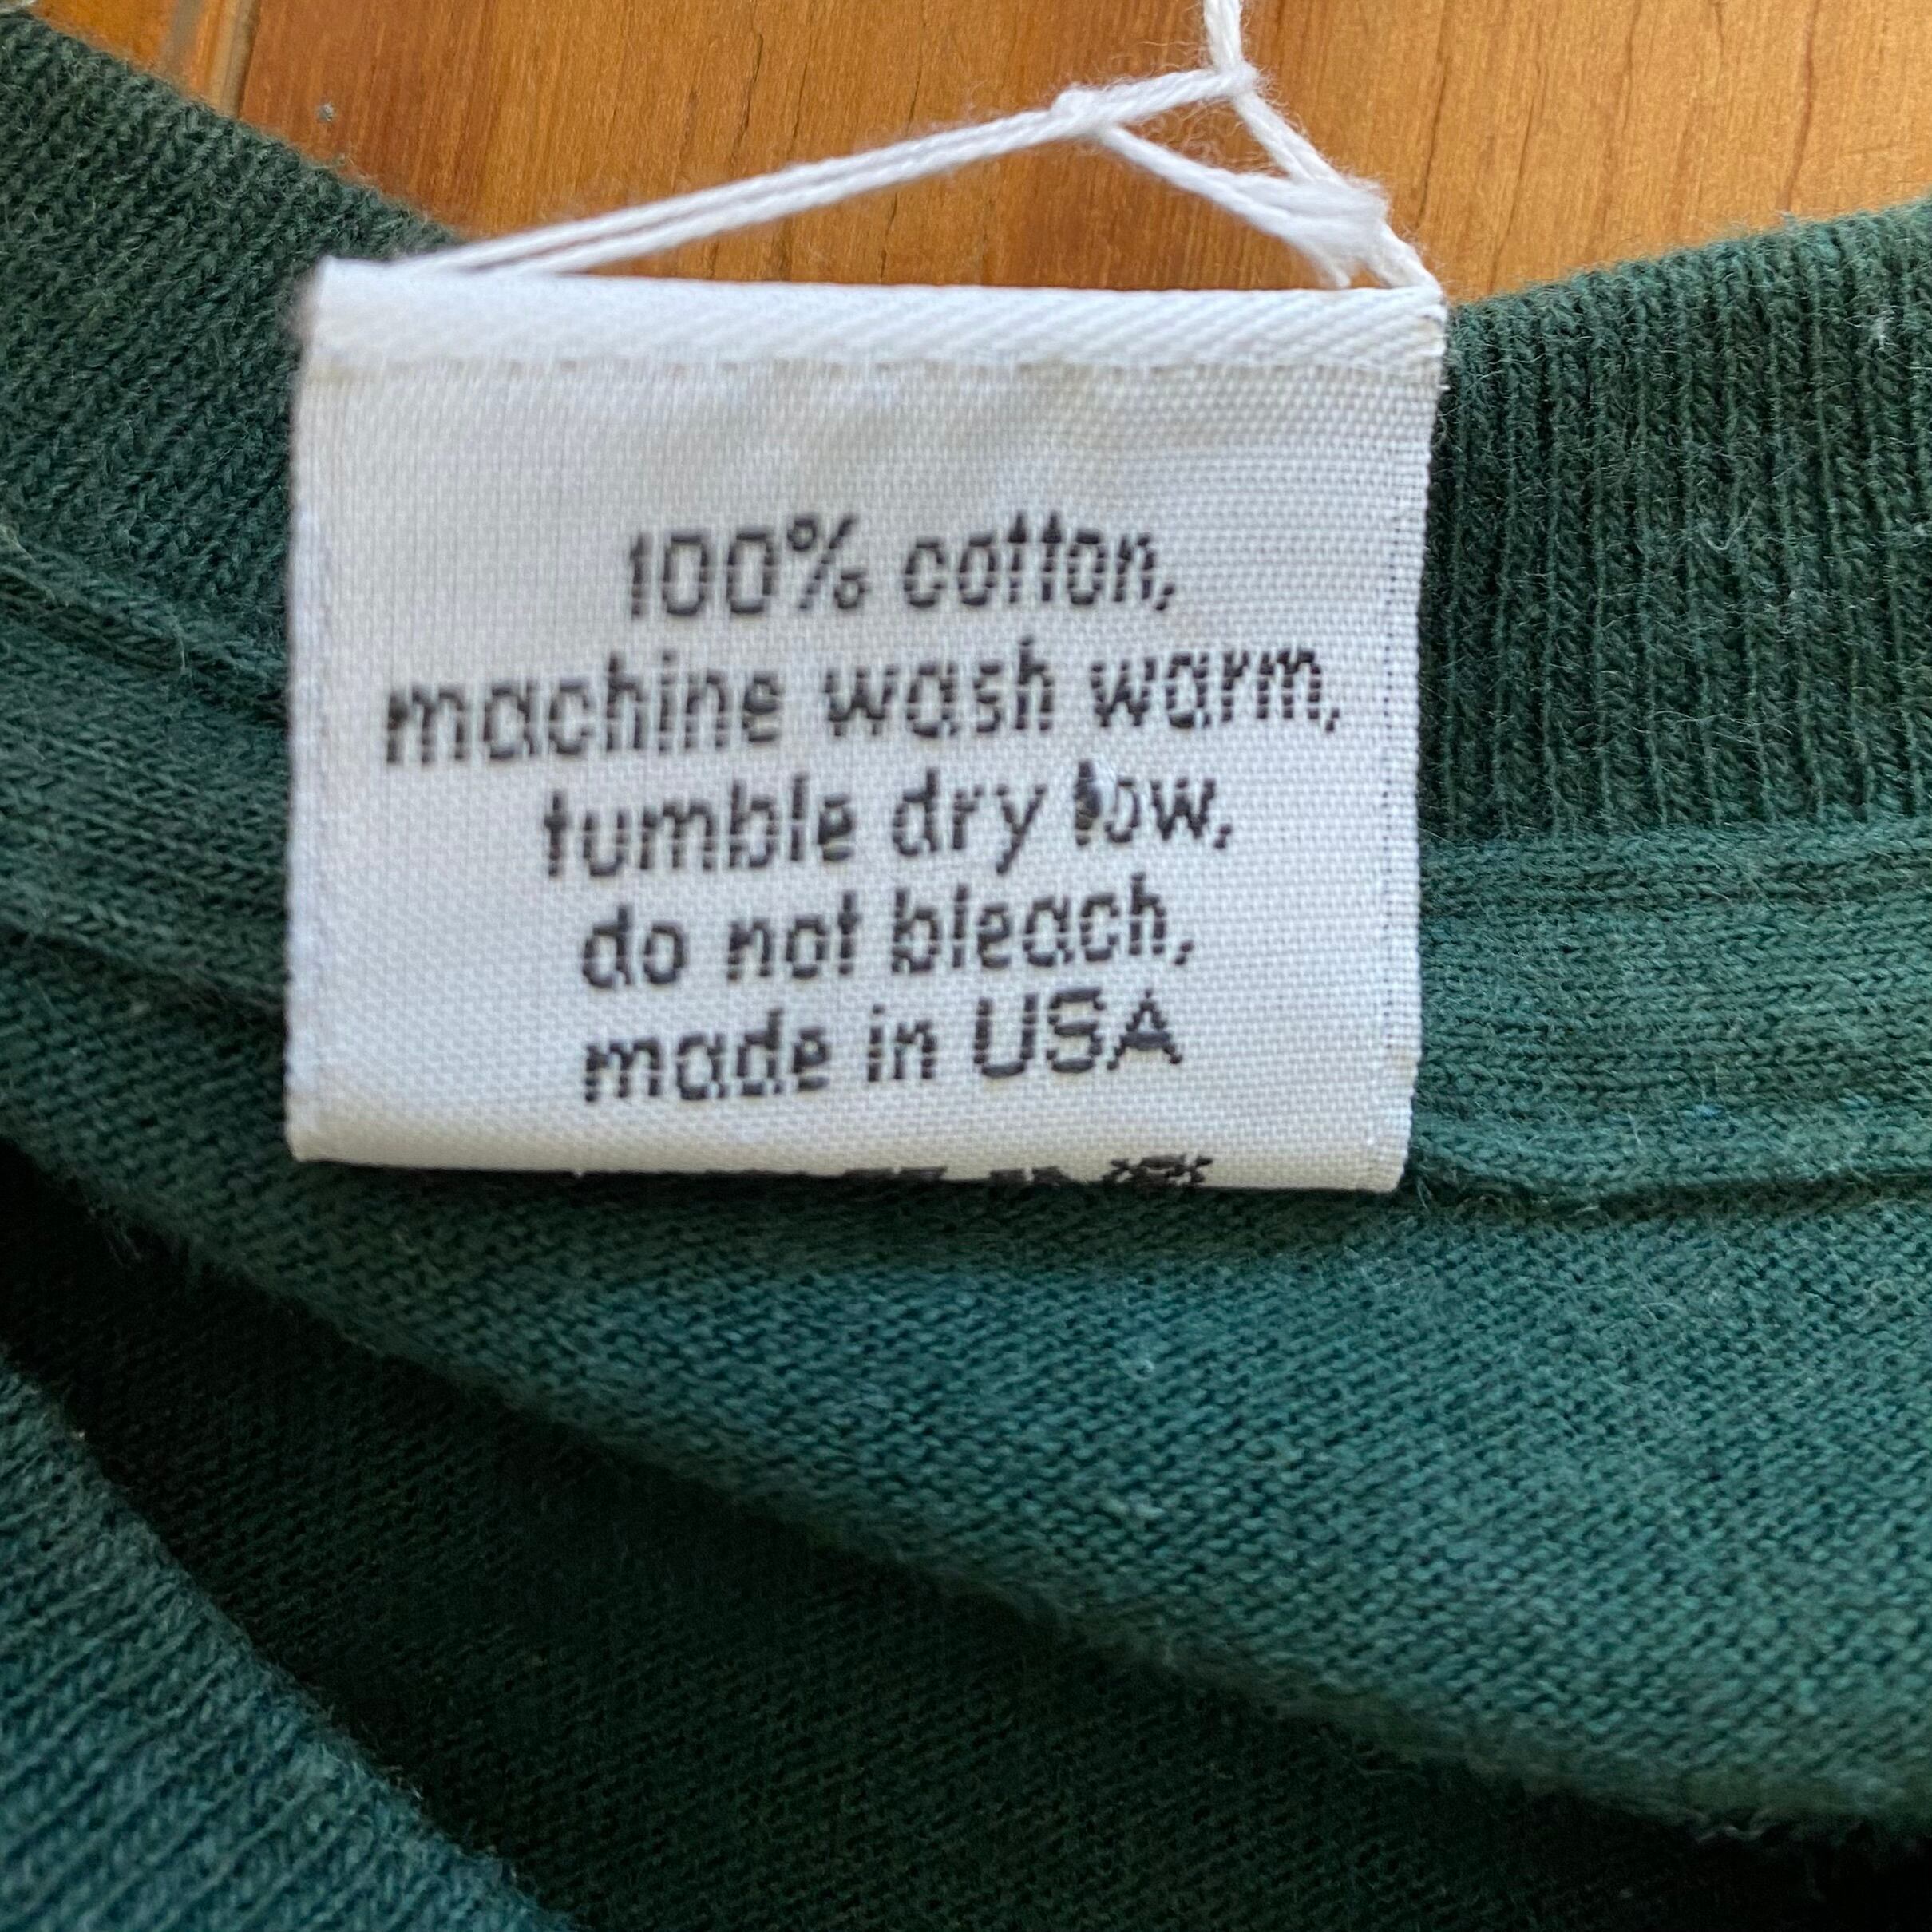 100% cotton,
machine wash warm,
tumble dry low,
do not bleach,
made in USA